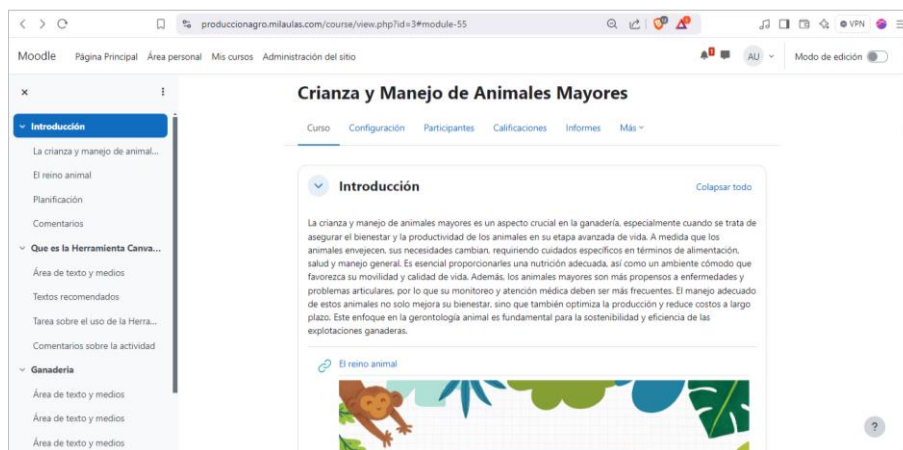 produccionagro.milaulas.com/course/view.php?id=3#module-55
VPN
Moodle Página Principal Área personal Mis cursos Administración del sitio
AU
Modo de edición
Introducción
La crianza y manejo de animal...
El reino animal
Planificación
Comentarios
Que es la Herramienta Canva...
Área de texto y medios
Textos recomendados
Tarea sobre el uso de la Herra...
Comentarios sobre la actividad
Ganaderia
Área de texto y medios
Área de texto y medios
Área de texto y medios
Crianza y Manejo de Animales Mayores
Curso Configuración Participantes Calificaciones Informes Más
Introducción
Colapsar todo
La crianza y manejo de animales mayores es un aspecto crucial en la ganadería, especialmente cuando se trata de
asegurar el bienestar y la productividad de los animales en su etapa avanzada de vida. A medida que los
animales envejecen, sus necesidades cambian, requiriendo cuidados específicos en términos de alimentación,
salud y manejo general. Es esencial proporcionarles una nutrición adecuada, así como un ambiente cómodo que
favorezca su movilidad y calidad de vida. Además, los animales mayores son más propensos a enfermedades y
problemas articulares, por lo que su monitoreo y atención médica deben ser más frecuentes. El manejo adecuado
de estos animales no solo mejora su bienestar, sino que también optimiza la producción y reduce costos a largo
plazo. Este enfoque en la gerontología animal es fundamental para la sostenibilidad y eficiencia de las
explotaciones ganaderas.
El reino animal
?